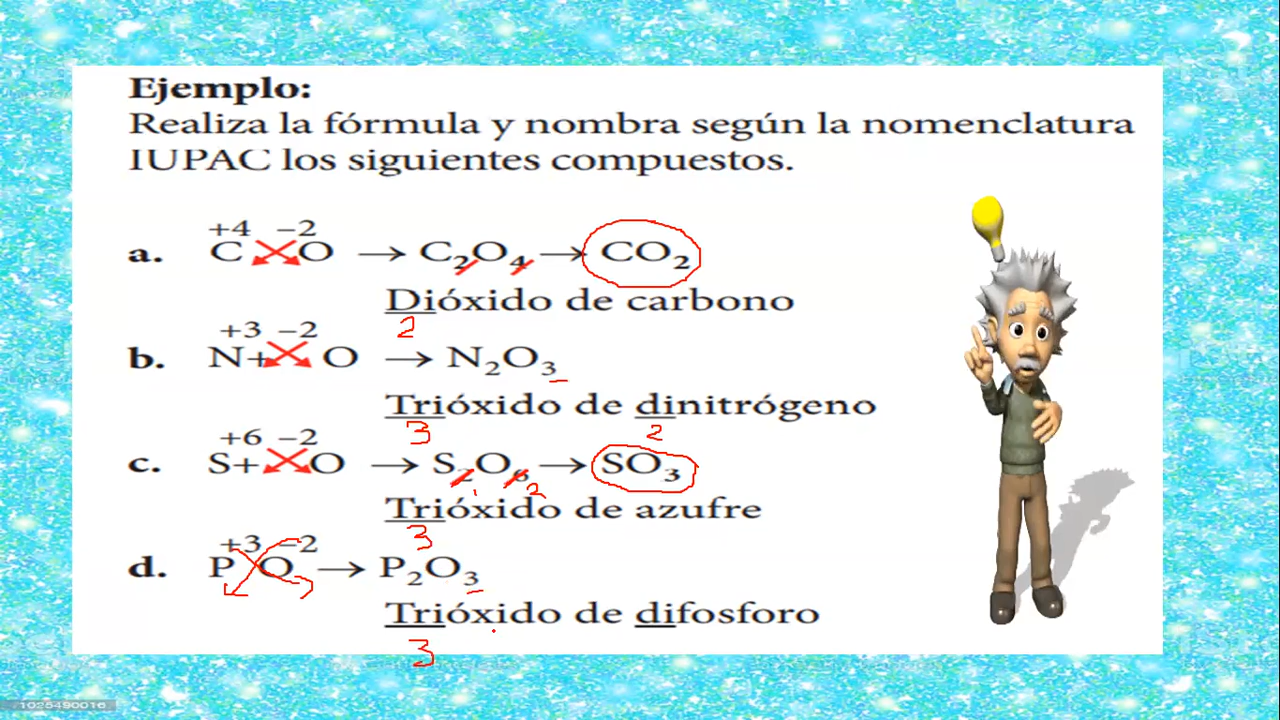 Ejemplo:
Realiza la fórmula y nombra según la nomenclatura
IUPAC los siguientes compuestos.
+4 −2
a. C O → C₂O₄ → CO₂
Dióxido de carbono
2
+3 −2
b. N+ O → N₂O₃
Trióxido de dinitrógeno
3 2
+6 −2
c. S+ O → S₂O₆ → SO₃
1 2
Trióxido de azufre
3
+3 −2
d. P O → P₂O₃
Trióxido de difosforo
3
1025490016